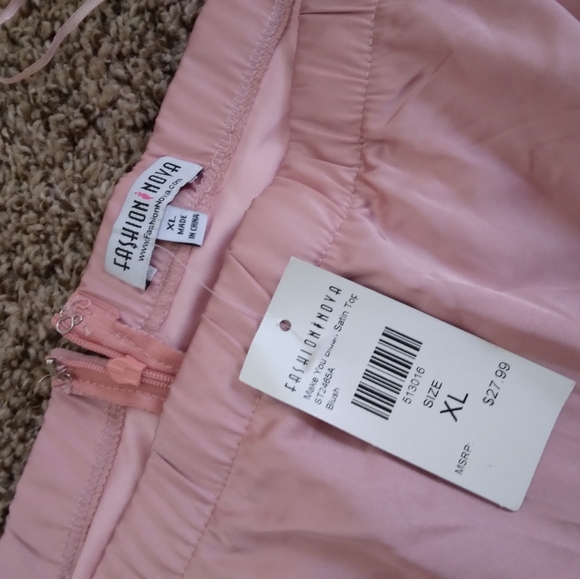 FASHION NOVA
www.FashionNova.com
XL
MADE
IN CHINA
FASHION NOVA
Make You Blush Satin Top
ST2465A
Blush
513016
SIZE
XL
MSRP: $27.99